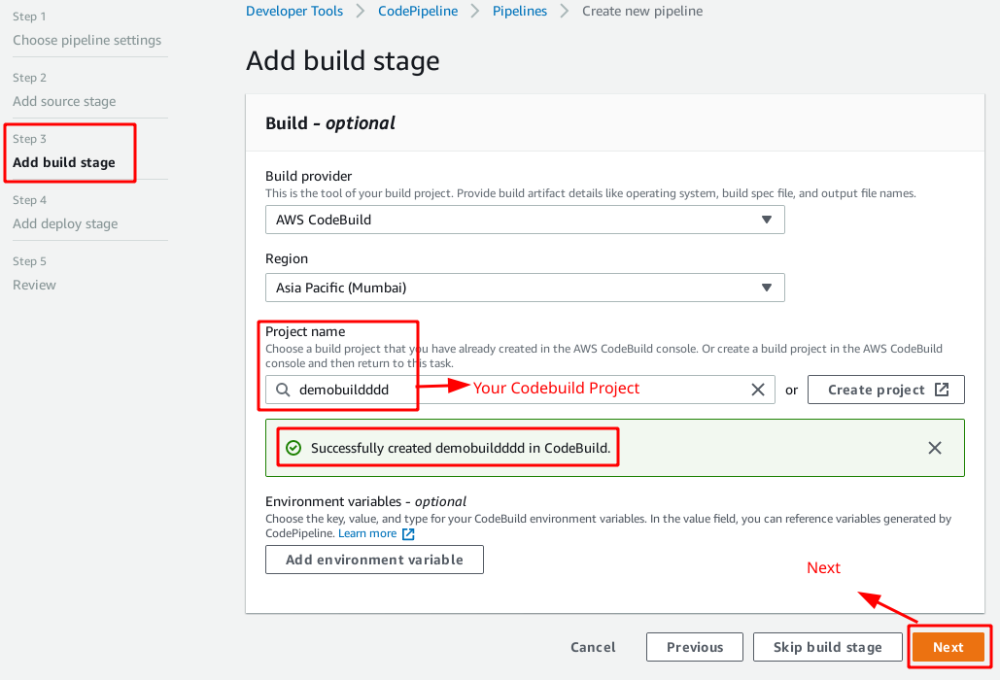 Step 1
Choose pipeline settings
Step 2
Add source stage
Step 3
Add build stage
Step 4
Add deploy stage
Step 5
Review
Developer Tools > CodePipeline > Pipelines > Create new pipeline
Add build stage
Build - optional
Build provider
This is the tool of your build project. Provide build artifact details like operating system, build spec file, and output file names.
AWS CodeBuild
Region
Asia Pacific (Mumbai)
Project name
Choose a build project that you have already created in the AWS CodeBuild console. Or create a build project in the AWS CodeBuild
console and then return to this task.
demobuildddd Your Codebuild Project or Create project
Successfully created demobuildddd in CodeBuild.
Environment variables - optional
Choose the key, value, and type for your CodeBuild environment variables. In the value field, you can reference variables generated by
CodePipeline. Learn more
Add environment variable
Next
Cancel Previous Skip build stage Next